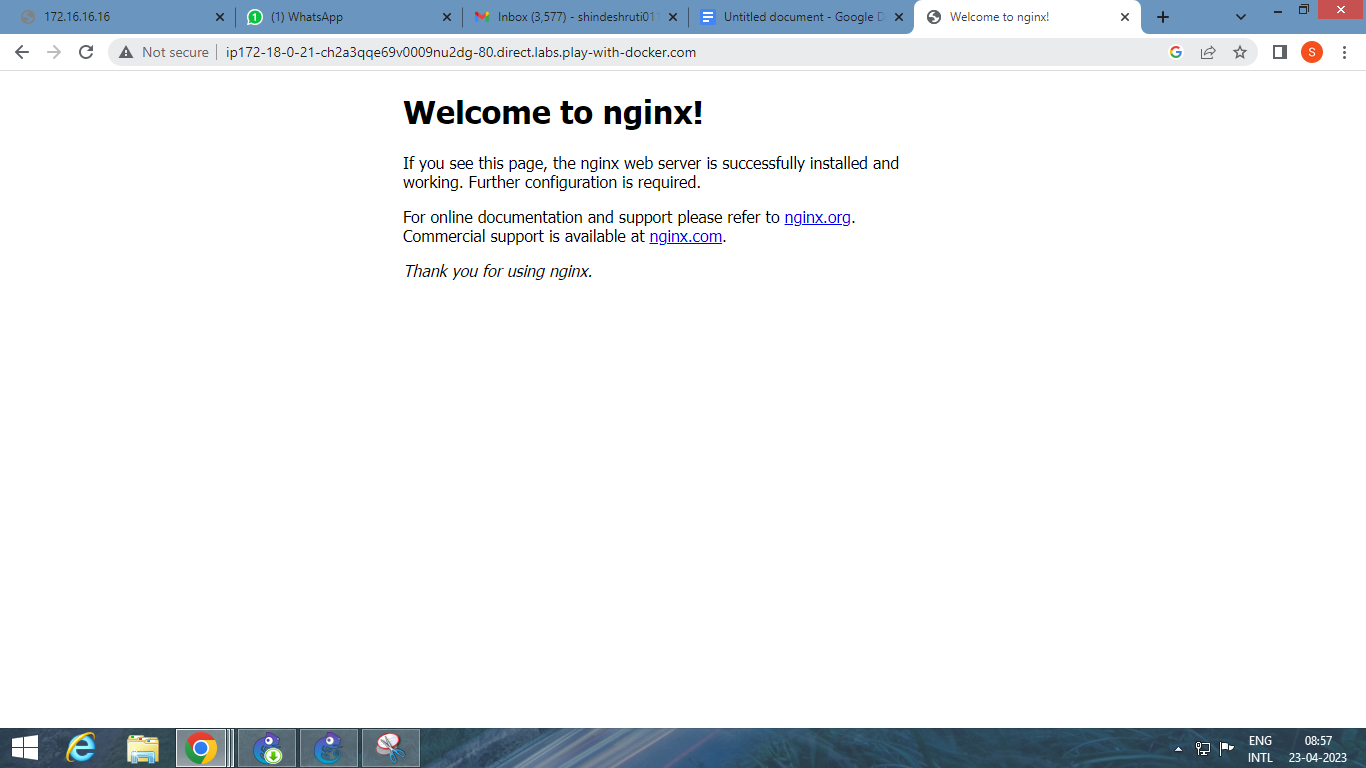 172.16.16.16
(1) WhatsApp
Inbox (3,577) - shindeshruti011
Untitled document - Google D
Welcome to nginx!
Not secure
ip172-18-0-21-ch2a3qqe69v0009nu2dg-80.direct.labs.play-with-docker.com
S
Welcome to nginx!
If you see this page, the nginx web server is successfully installed and
working. Further configuration is required.
For online documentation and support please refer to nginx.org.
Commercial support is available at nginx.com.
Thank you for using nginx.
ENG
INTL
08:57
23-04-2023